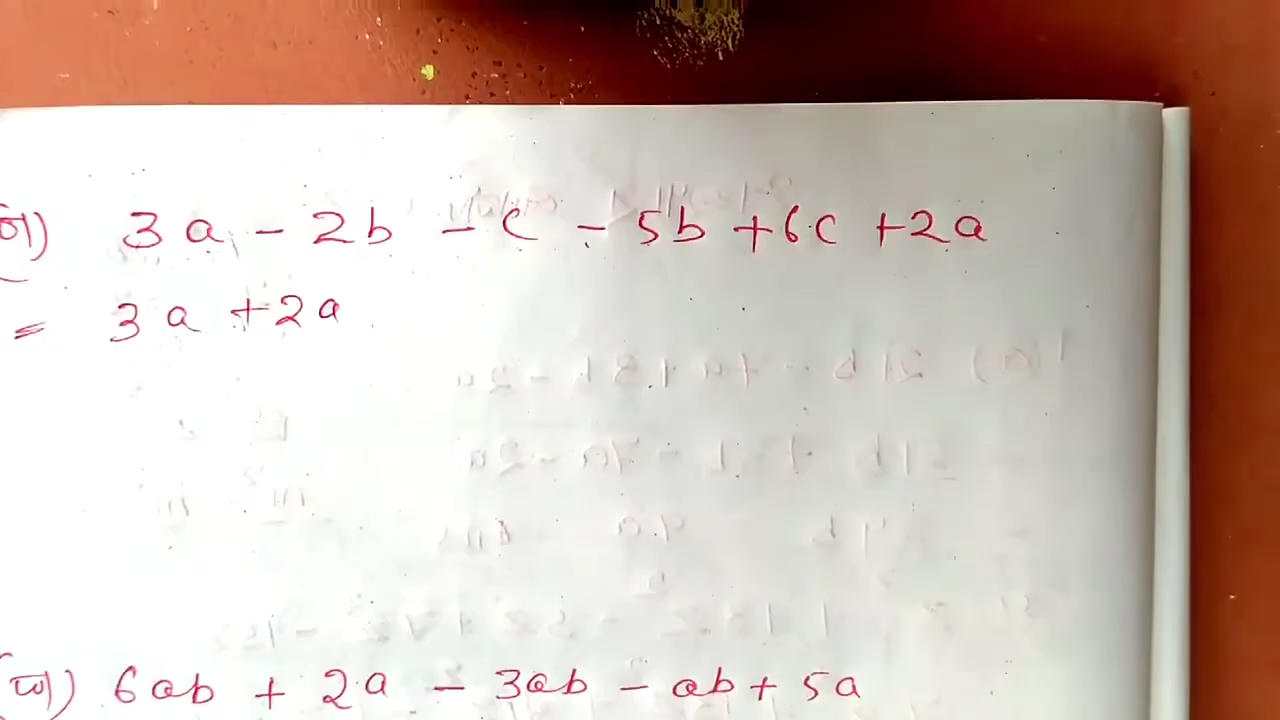 3a - 2b - c - 5b + 6c + 2a
= 3a + 2a
6ab + 2a - 3ab - ab + 5a